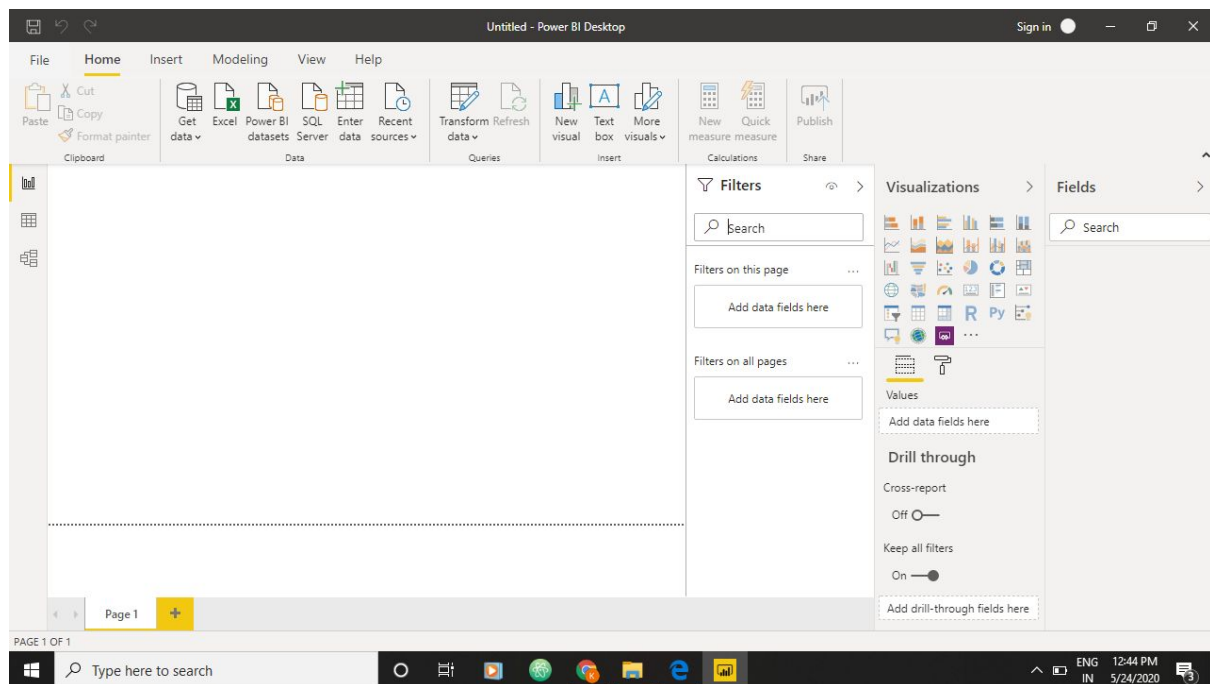 Untitled - Power BI Desktop
Sign in
File Home Insert Modeling View Help
Paste
Cut
Copy
Format painter
Clipboard
Get data
Excel
Power BI datasets
SQL Server
Enter data
Recent sources
Data
Transform data
Refresh
Queries
New visual
Text box
More visuals
Insert
New measure
Quick measure
Calculations
Publish
Share
Filters
Search
Filters on this page
Add data fields here
Filters on all pages
Add data fields here
Visualizations
R Py
Values
Add data fields here
Drill through
Cross-report
Off
Keep all filters
On
Add drill-through fields here
Fields
Search
Page 1
PAGE 1 OF 1
Type here to search
ENG
IN
12:44 PM
5/24/2020
3